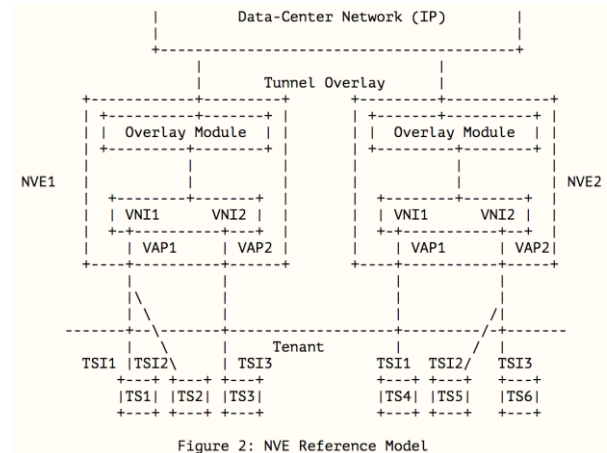 Data-Center Network (IP)
Tunnel Overlay
Overlay Module Overlay Module
NVE1 NVE2
VNI1 VNI2 VNI1 VNI2
VAP1 VAP2 VAP1 VAP2
Tenant
TSI1 TSI2 TSI3 TSI1 TSI2 TSI3
TS1 TS2 TS3 TS4 TS5 TS6
Figure 2: NVE Reference Model